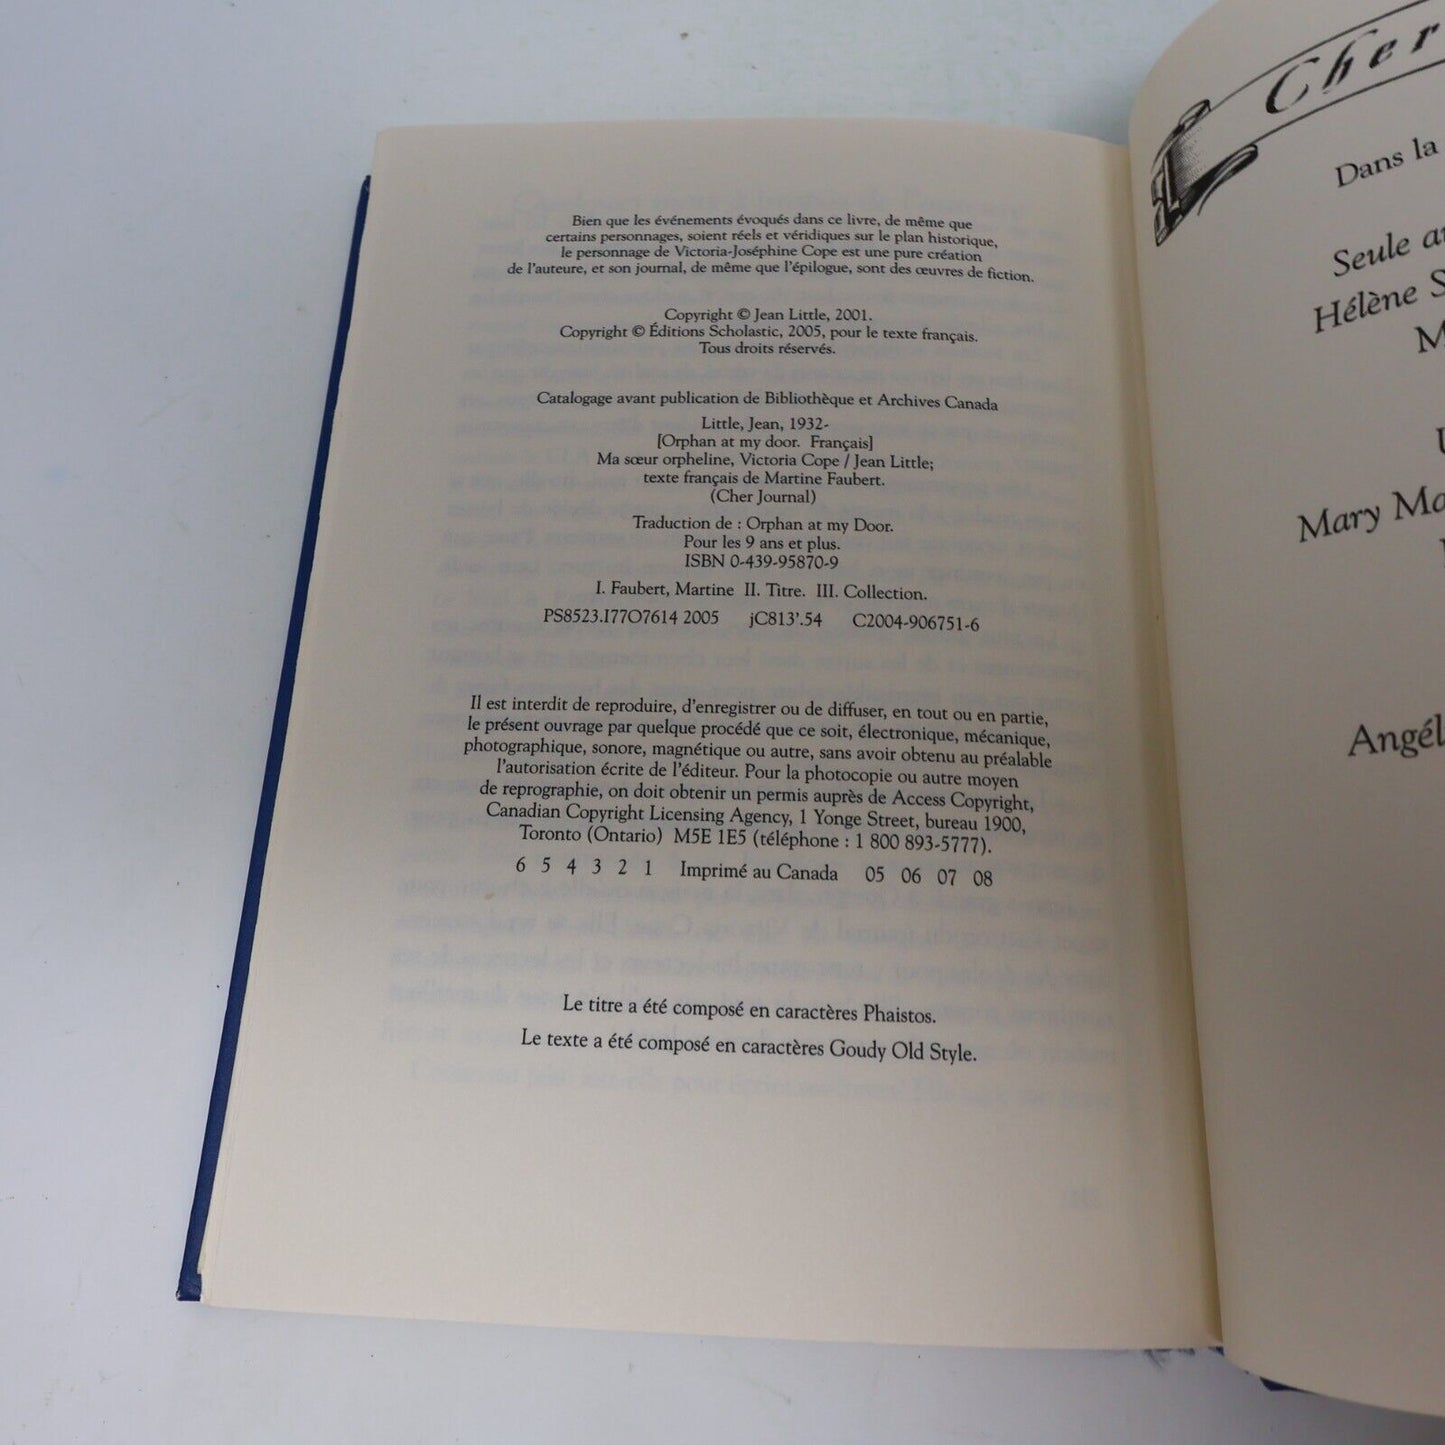 Bien que les événements évoqués dans ce livre, de même que
certains personnages, soient réels et véridiques sur le plan historique,
le personnage de Victoria-Joséphine Cope est une pure création
de l'auteure, et son journal, de même que l'épilogue, sont des œuvres de fiction.
Copyright © Jean Little, 2001.
Copyright © Éditions Scholastic, 2005, pour le texte français.
Tous droits réservés.
Catalogage avant publication de Bibliothèque et Archives Canada
Little, Jean, 1932-
[Orphan at my door. Français]
Ma sœur orpheline, Victoria Cope / Jean Little;
texte français de Martine Faubert.
(Cher Journal)
Traduction de : Orphan at my Door.
Pour les 9 ans et plus.
ISBN 0-439-95870-9
I. Faubert, Martine II. Titre. III. Collection.
PS8523.I77O7614 2005 jC813'.54 C2004-906751-6
Il est interdit de reproduire, d'enregistrer ou de diffuser, en tout ou en partie,
le présent ouvrage par quelque procédé que ce soit, électronique, mécanique,
photographique, sonore, magnétique ou autre, sans avoir obtenu au préalable
l'autorisation écrite de l'éditeur. Pour la photocopie ou autre moyen
de reprographie, on doit obtenir un permis auprès de Access Copyright,
Canadian Copyright Licensing Agency, 1 Yonge Street, bureau 1900,
Toronto (Ontario) M5E 1E5 (téléphone : 1 800 893-5777).
6 5 4 3 2 1 Imprimé au Canada 05 06 07 08
Le titre a été composé en caractères Phaistos.
Le texte a été composé en caractères Goudy Old Style.
Cher
Dans la
Seule
Hélène S
M
Mary Ma
Angél